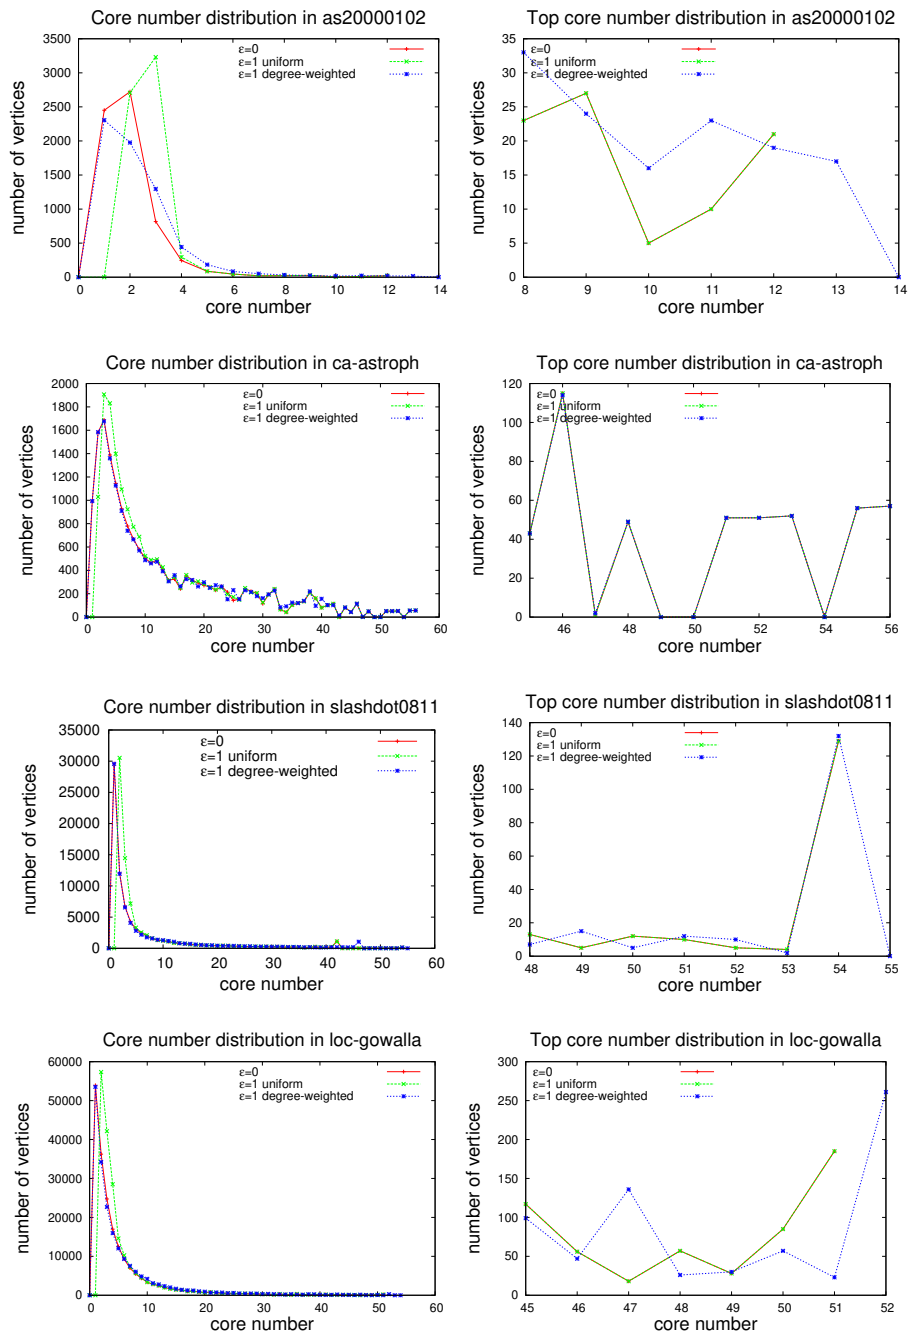 Core number distribution in as20000102
ε=0
ε=1 uniform
ε=1 degree-weighted
number of vertices
3500
3000
2500
2000
1500
1000
500
0
0 2 4 6 8 10 12 14
core number
Top core number distribution in as20000102
ε=0
ε=1 uniform
ε=1 degree-weighted
number of vertices
35
30
25
20
15
10
5
0
8 9 10 11 12 13 14
core number
Core number distribution in ca-astroph
ε=0
ε=1 uniform
ε=1 degree-weighted
number of vertices
2000
1800
1600
1400
1200
1000
800
600
400
200
0
0 10 20 30 40 50 60
core number
Top core number distribution in ca-astroph
ε=0
ε=1 uniform
ε=1 degree-weighted
number of vertices
120
100
80
60
40
20
0
46 48 50 52 54 56
core number
Core number distribution in slashdot0811
ε=0
ε=1 uniform
ε=1 degree-weighted
number of vertices
35000
30000
25000
20000
15000
10000
5000
0
0 10 20 30 40 50 60
core number
Top core number distribution in slashdot0811
ε=0
ε=1 uniform
ε=1 degree-weighted
number of vertices
140
120
100
80
60
40
20
0
48 49 50 51 52 53 54 55
core number
Core number distribution in loc-gowalla
ε=0
ε=1 uniform
ε=1 degree-weighted
number of vertices
60000
50000
40000
30000
20000
10000
0
0 10 20 30 40 50 60
core number
Top core number distribution in loc-gowalla
ε=0
ε=1 uniform
ε=1 degree-weighted
number of vertices
300
250
200
150
100
50
0
45 46 47 48 49 50 51 52
core number